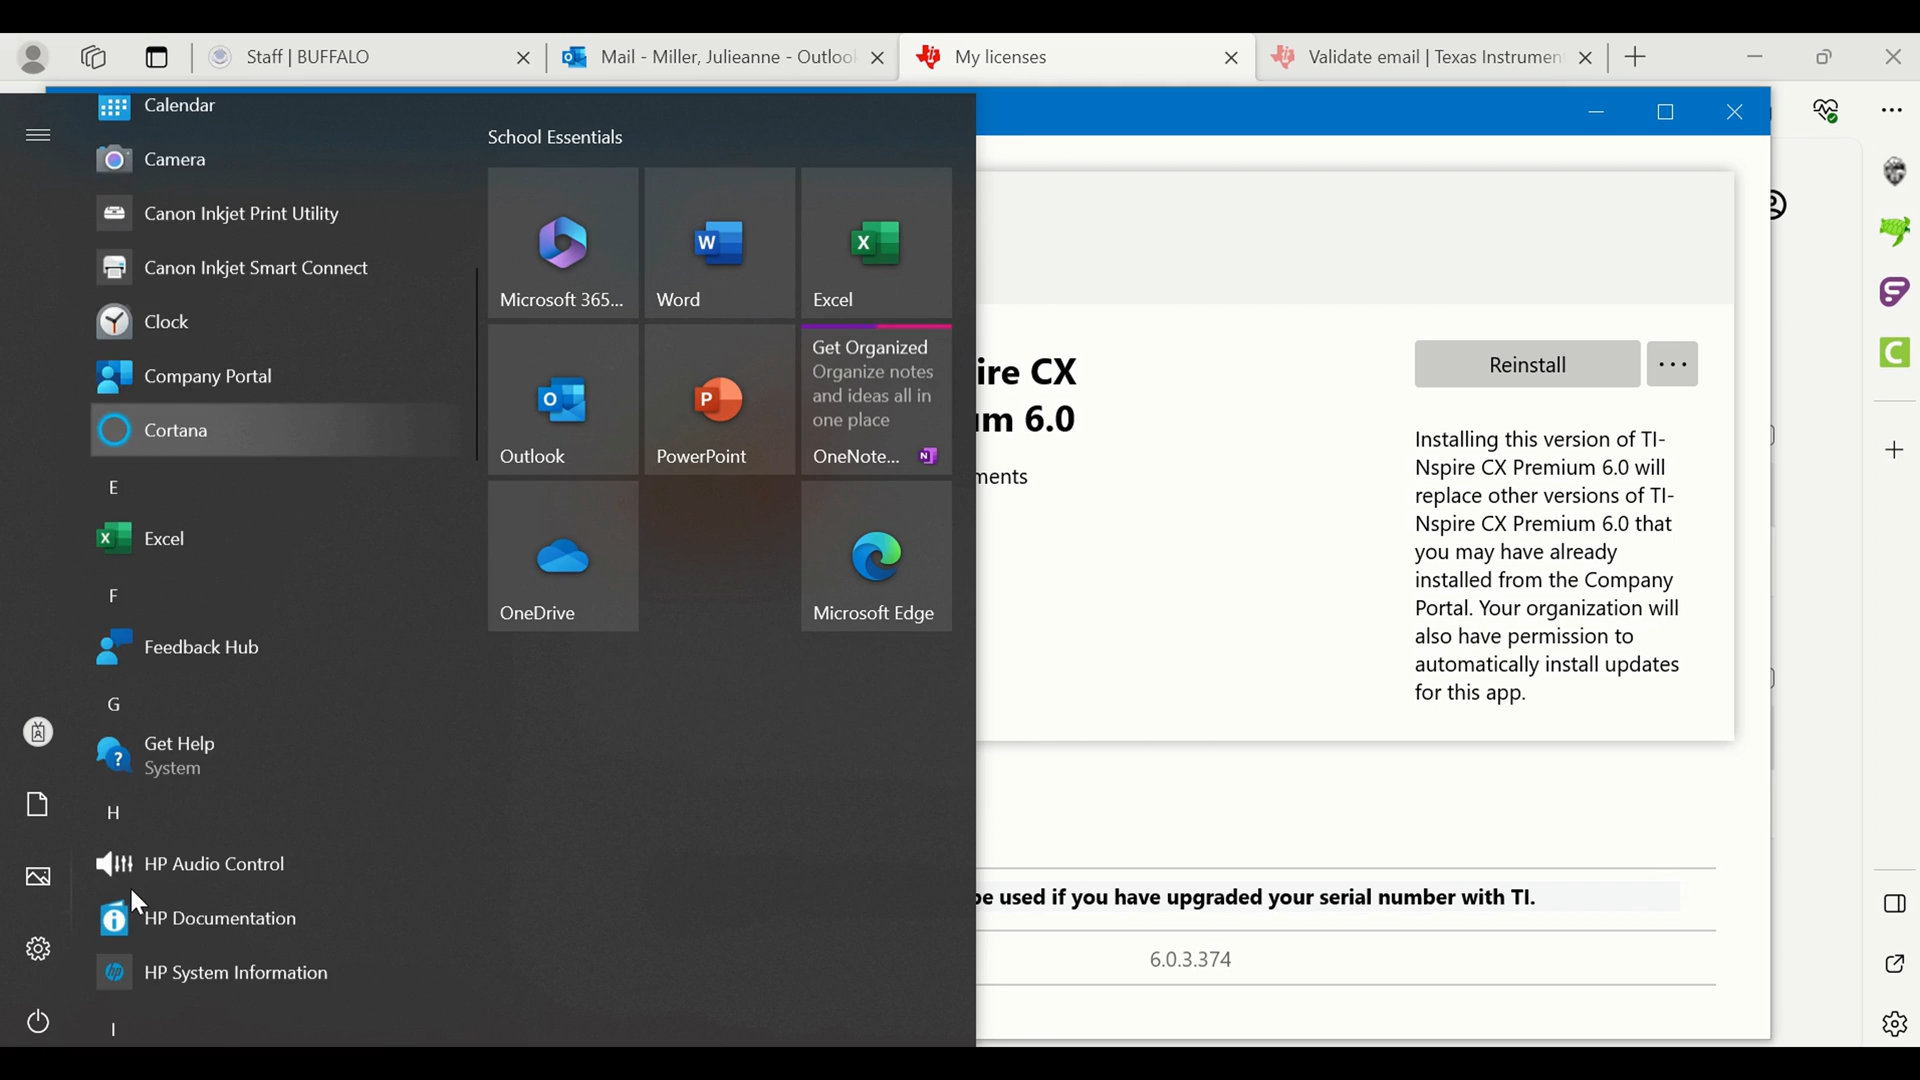 Staff | BUFFALO
Mail - Miller, Julieanne - Outloo
My licenses
Validate email | Texas Instrumen
Calendar
Camera
Canon Inkjet Print Utility
Canon Inkjet Smart Connect
Clock
Company Portal
Cortana
E
Excel
F
Feedback Hub
G
Get Help
System
H
HP Audio Control
HP Documentation
HP System Information
I
School Essentials
Microsoft 365...
Word
Excel
Outlook
PowerPoint
Get Organized
Organize notes
and ideas all in
one place
OneNote...
OneDrive
Microsoft Edge
ire CX
m 6.0
ments
Reinstall
Installing this version of TI-
Nspire CX Premium 6.0 will
replace other versions of TI-
Nspire CX Premium 6.0 that
you may have already
installed from the Company
Portal. Your organization will
also have permission to
automatically install updates
for this app.
be used if you have upgraded your serial number with TI.
6.0.3.374